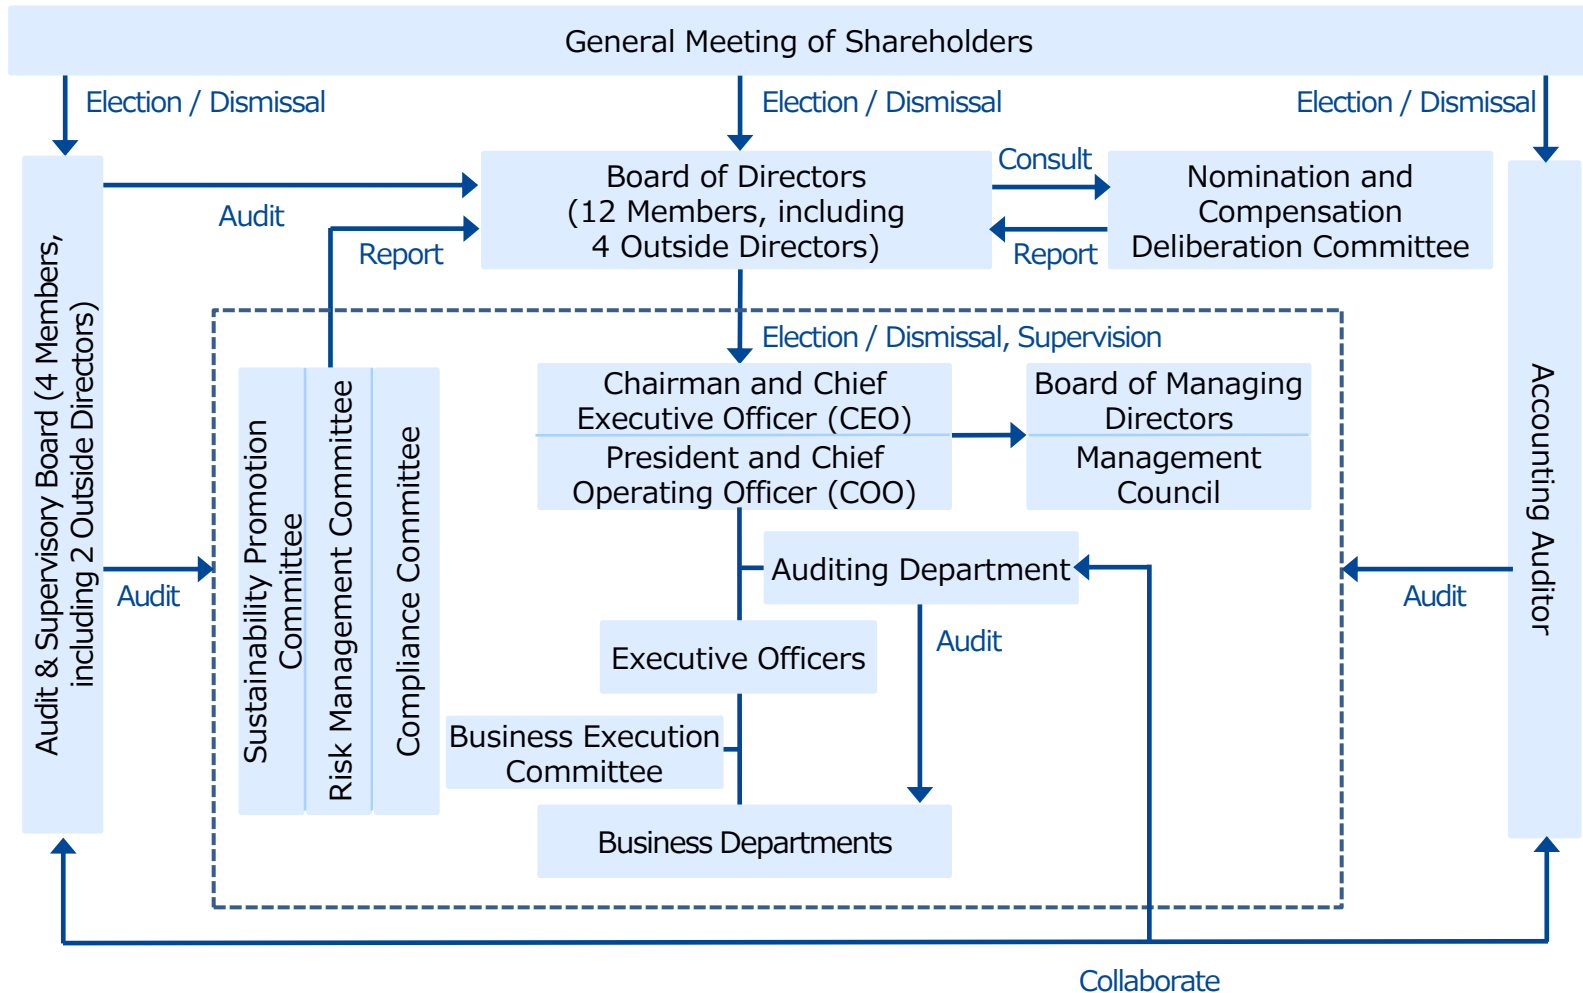 General Meeting of Shareholders
Election / Dismissal
Election / Dismissal
Election / Dismissal
Audit & Supervisory Board (4 Members,
including 2 Outside Directors)
Audit
Report
Board of Directors
(12 Members, including
4 Outside Directors)
Consult
Report
Nomination and
Compensation
Deliberation Committee
Election / Dismissal, Supervision
Sustainability Promotion
Committee
Risk Management Committee
Compliance Committee
Chairman and Chief
Executive Officer (CEO)
President and Chief
Operating Officer (COO)
Board of Managing
Directors
Management
Council
Accounting Auditor
Audit
Auditing Department
Audit
Audit
Executive Officers
Business Execution
Committee
Business Departments
Collaborate